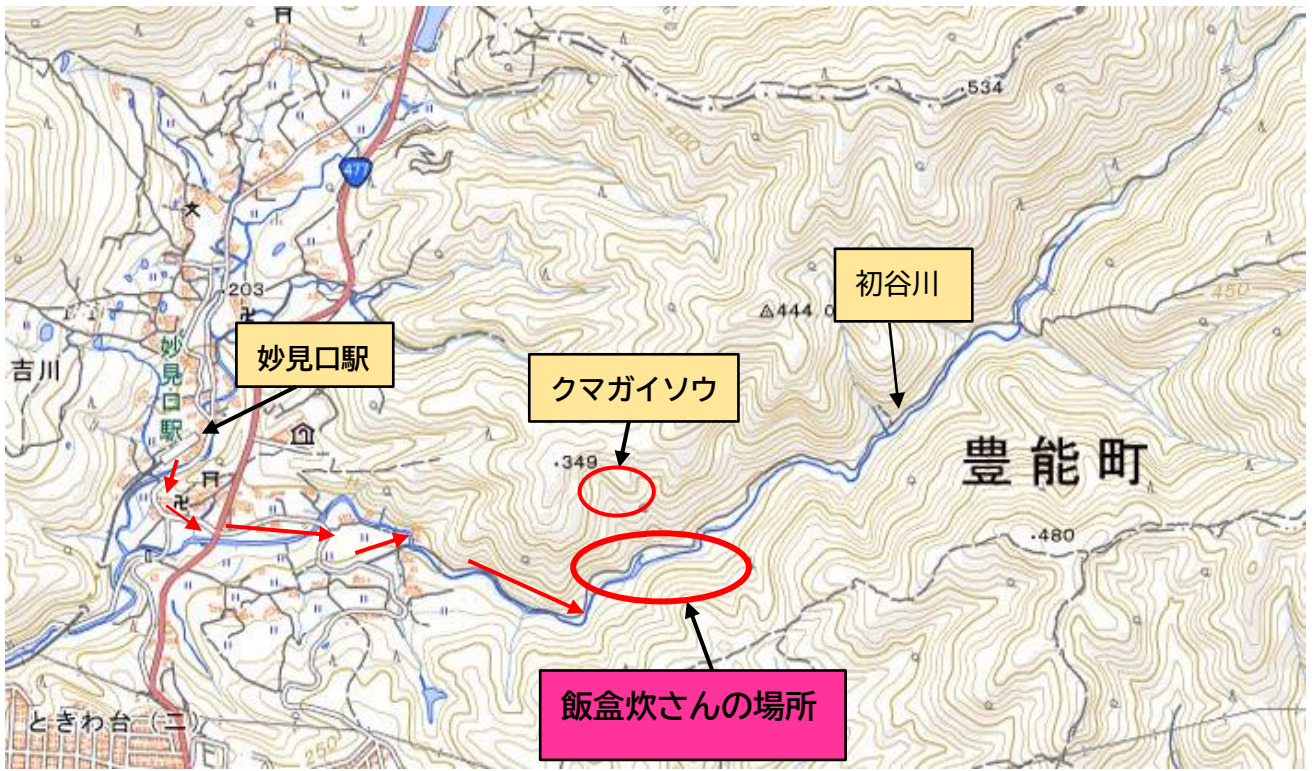 ・534
477
初谷川
・203
450
444
400
妙見口駅
妙見口駅
吉川
クマガイソウ
・349
豊能町
・480
飯盒炊さんの場所
ときわ台(二)
250